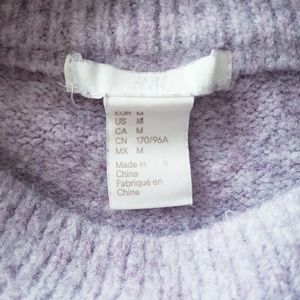 EUR M
US M
CA M
CN 170/96A
MX M
Made in
China
Fabriqué en
Chine